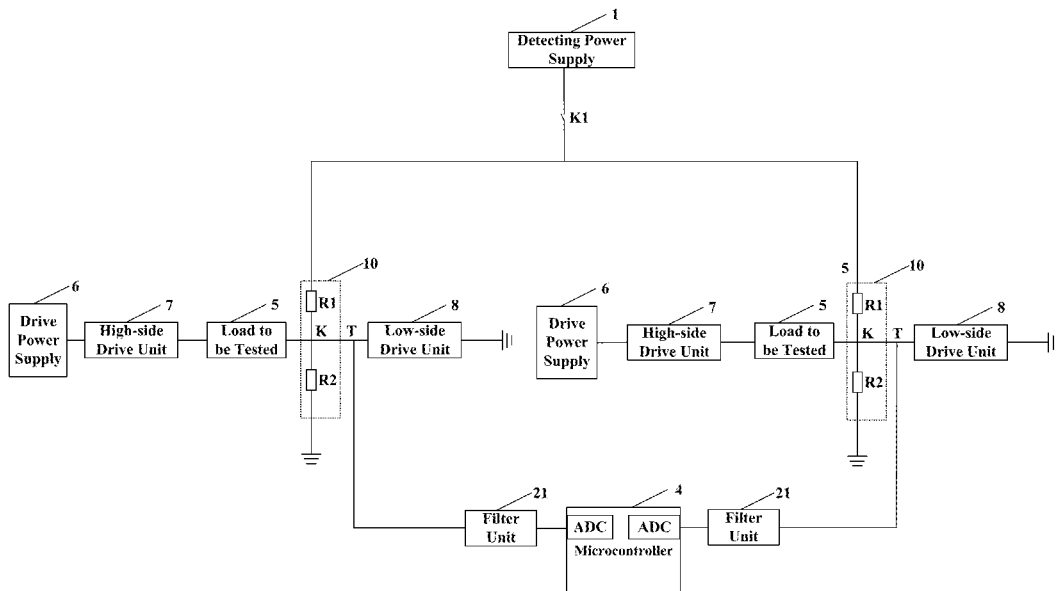 1
Detecting Power
Supply
K1
10
5
10
6
7
5
R1
8
6
7
5
R1
8
Drive
Power
Supply
High-side
Drive Unit
Load to
be Tested
K
T
Low-side
Drive Unit
Drive
Power
Supply
High-side
Drive Unit
Load to
be Tested
K
T
Low-side
Drive Unit
R2
R2
21
4
21
Filter
Unit
ADC
ADC
Filter
Unit
Microcontroller